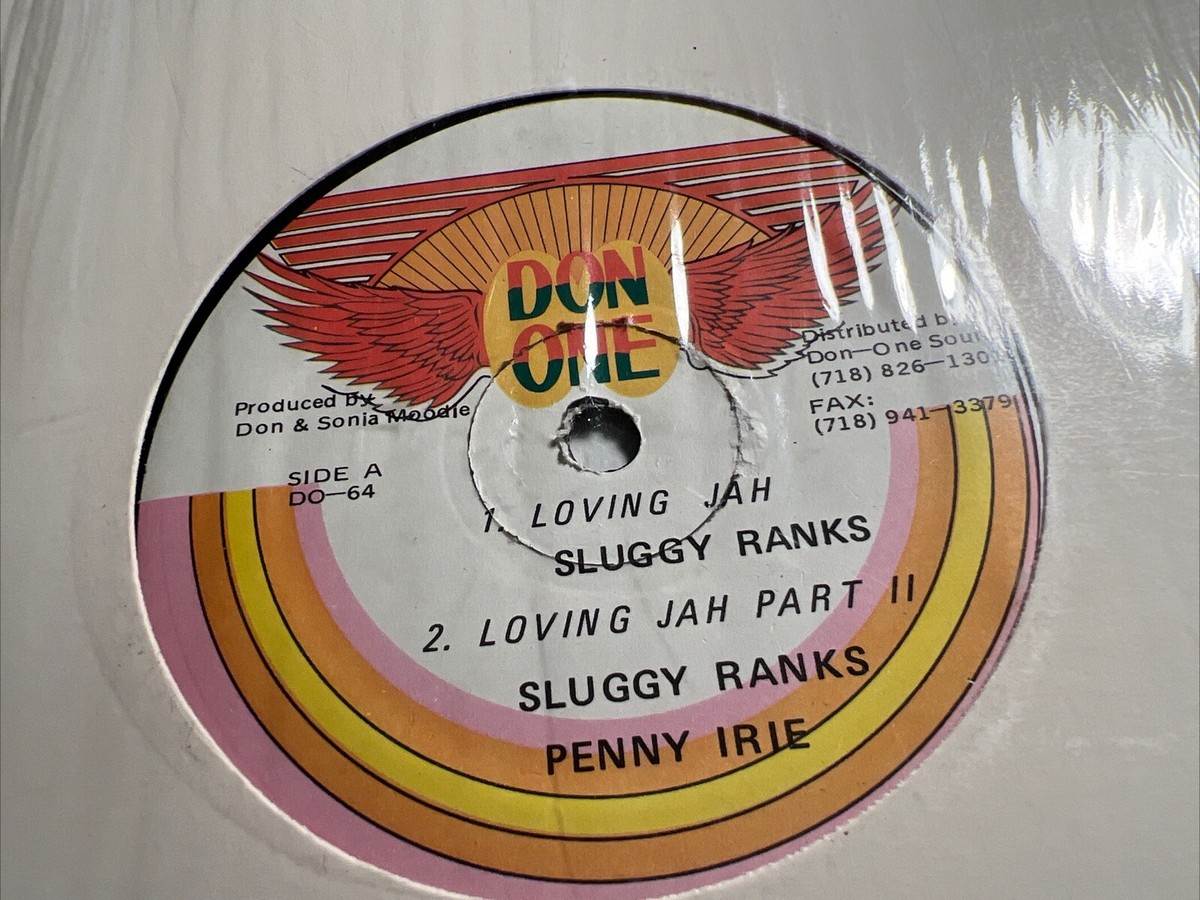 DON
ONE
Produced by
Don & Sonia Moodie
Distributed by
Don—One
(718) 826—130
FAX:
(718) 941—3379
SIDE A
DO—64
1. LOVING JAH
SLUGGY RANKS
2. LOVING JAH PART II
SLUGGY RANKS
PENNY IRIE